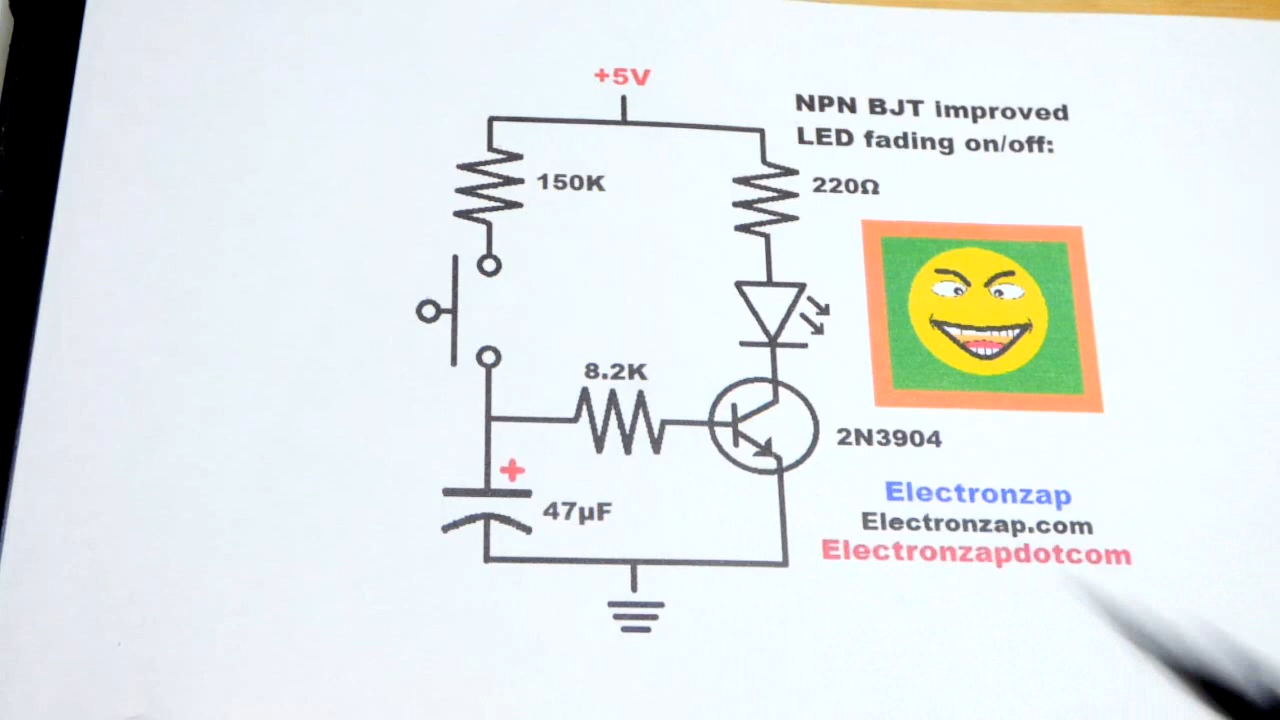 +5V
NPN BJT improved
LED fading on/off:
150K
220Ω
8.2K
2N3904
+
47µF
Electronzap
Electronzap.com
Electronzapdotcom